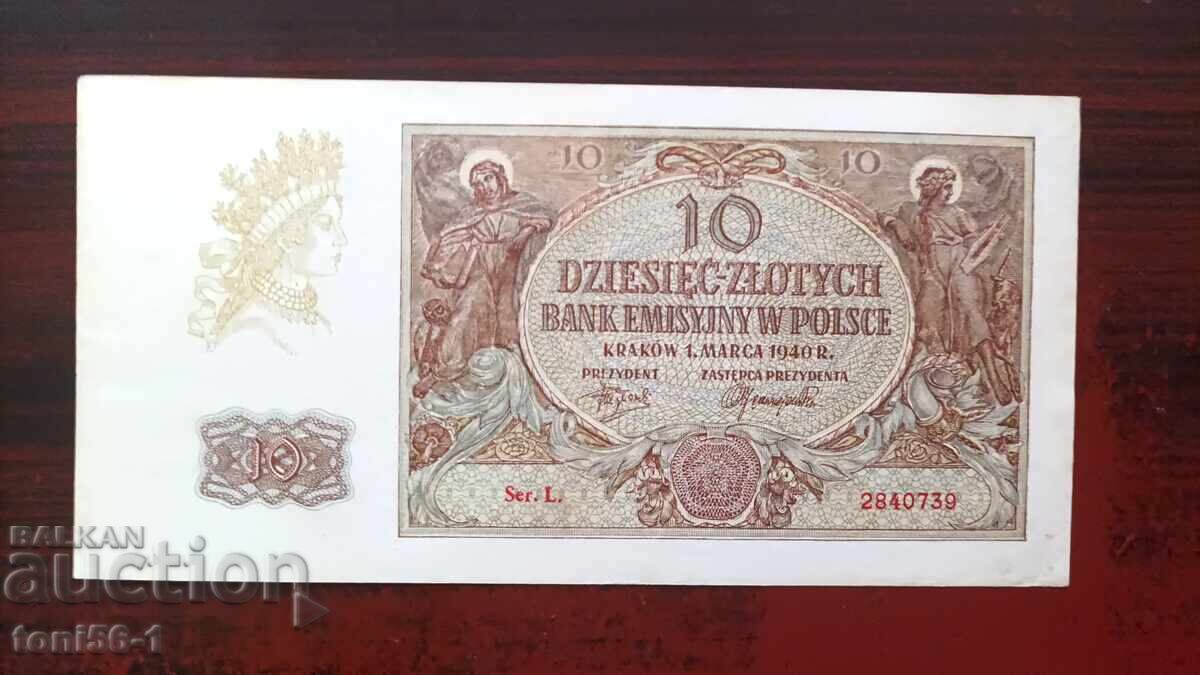 10
10
10
DZIESIĘĆ-ZŁOTYCH
BANK EMISYJNY W POLSCE
KRAKÓW 1. MARCA 1940 R.
PREZYDENT ZASTĘPCA PREZYDENTA
10
Ser. L. 2840739
BALKAN
auction
toni56-1